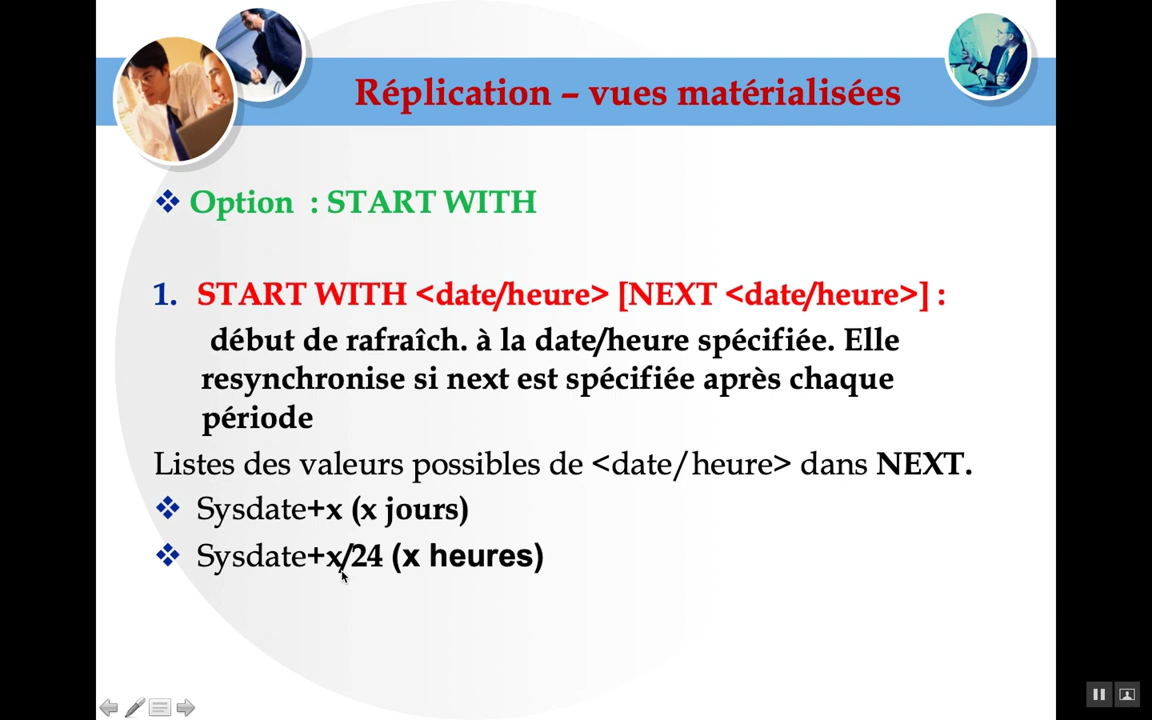 Réplication – vues matérialisées
Option : START WITH
1. START WITH <date/heure> [NEXT <date/heure>] :
début de rafraîch. à la date/heure spécifiée. Elle
resynchronise si next est spécifiée après chaque
période
Listes des valeurs possibles de <date/heure> dans NEXT.
Sysdate+x (x jours)
Sysdate+x/24 (x heures)